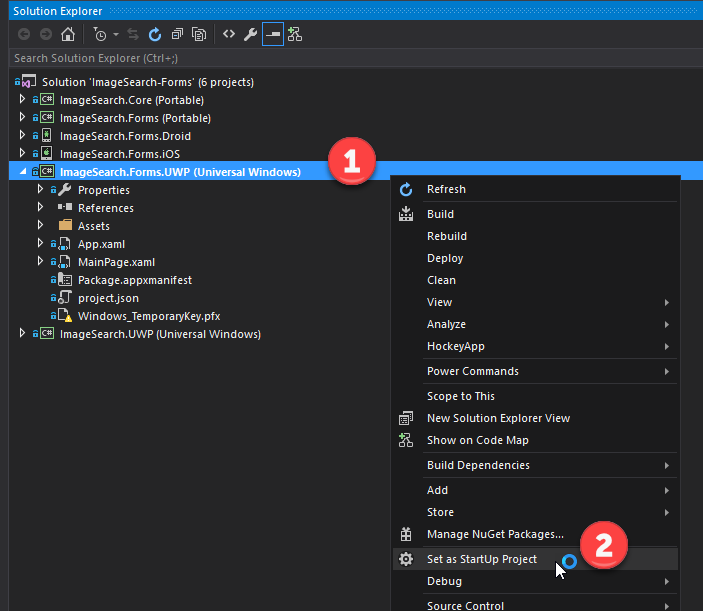 Solution Explorer
Search Solution Explorer (Ctrl+;)
Solution 'ImageSearch-Forms' (6 projects)
C# ImageSearch.Core (Portable)
C# ImageSearch.Forms (Portable)
ImageSearch.Forms.Droid
ImageSearch.Forms.iOS
C# ImageSearch.Forms.UWP (Universal Windows)
1
Properties
References
Assets
App.xaml
MainPage.xaml
Package.appxmanifest
project.json
Windows_TemporaryKey.pfx
C# ImageSearch.UWP (Universal Windows)
Refresh
Build
Rebuild
Deploy
Clean
View
Analyze
HockeyApp
Power Commands
Scope to This
New Solution Explorer View
Show on Code Map
Build Dependencies
Add
Store
Manage NuGet Packages...
Set as StartUp Project
2
Debug
Source Control